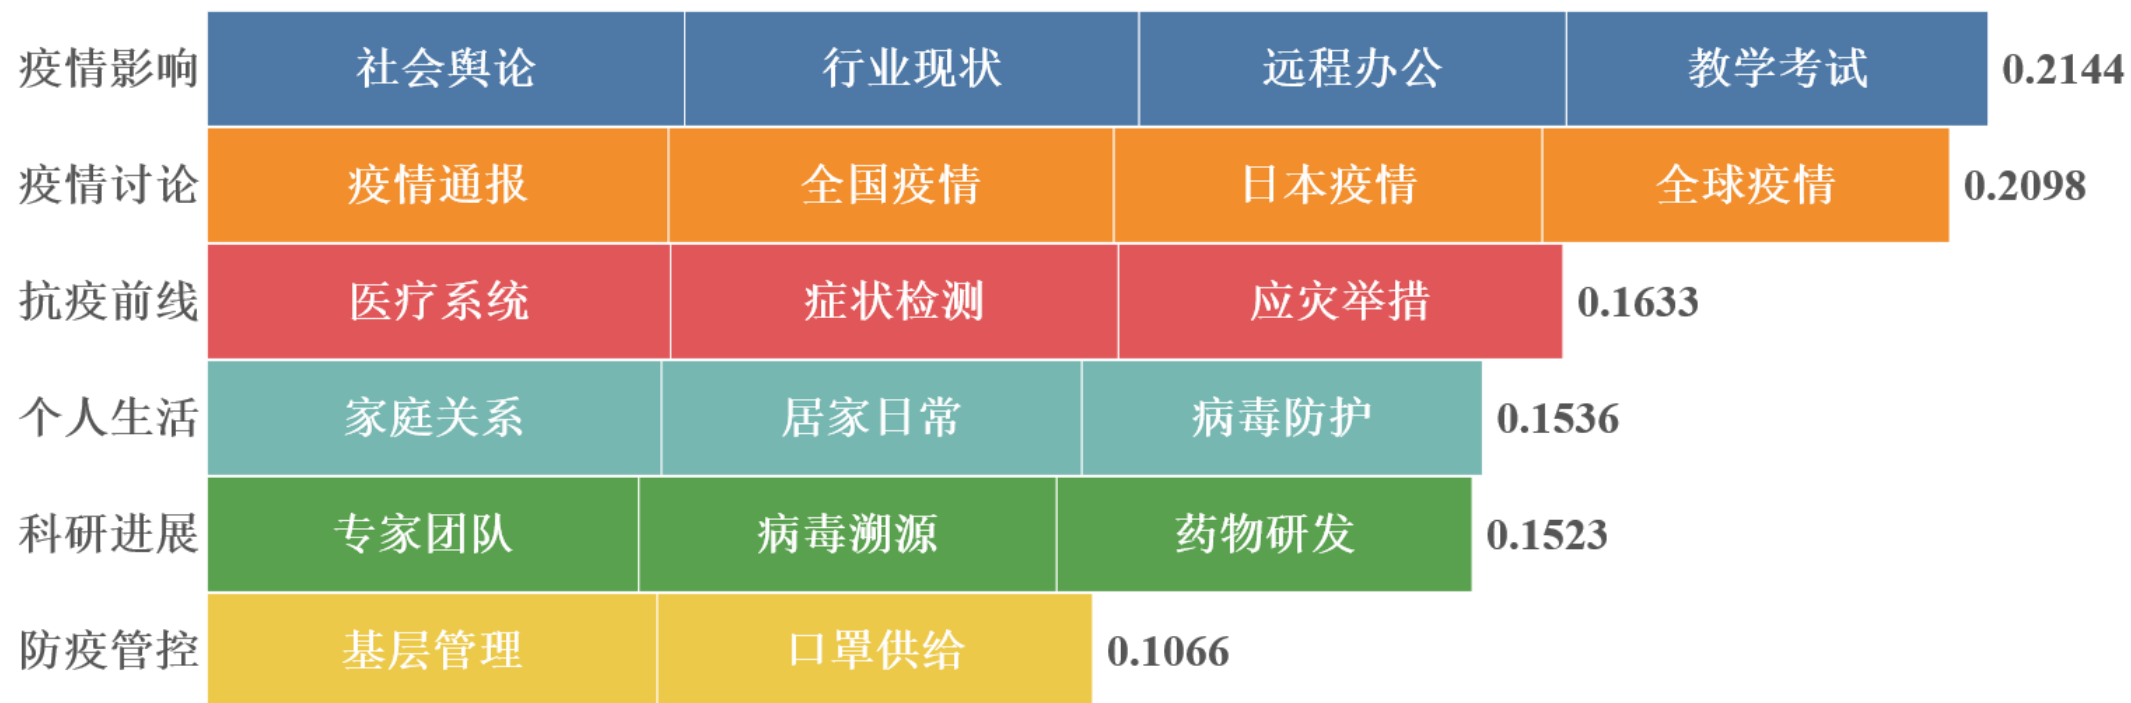 疫情影响 社会舆论 行业现状 远程办公 教学考试 0.2144
疫情讨论 疫情通报 全国疫情 日本疫情 全球疫情 0.2098
抗疫前线 医疗系统 症状检测 应灾举措 0.1633
个人生活 家庭关系 居家日常 病毒防护 0.1536
科研进展 专家团队 病毒溯源 药物研发 0.1523
防疫管控 基层管理 口罩供给 0.1066